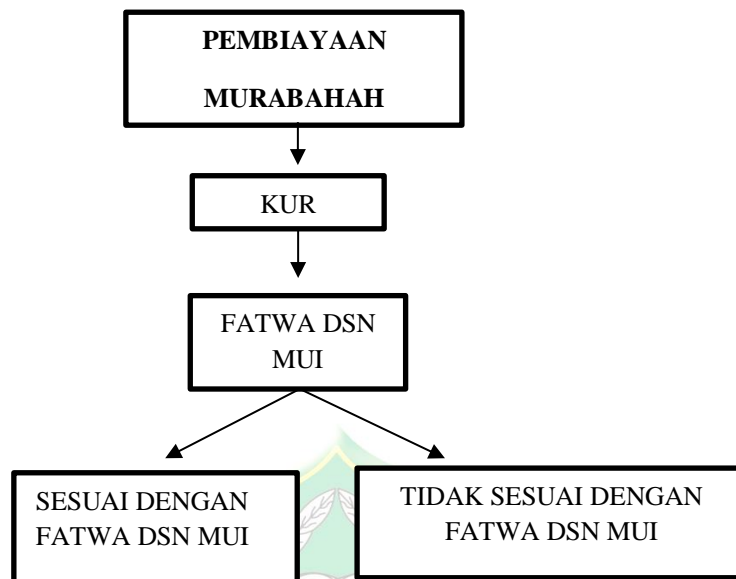 PEMBIAYAAN
MURABAHAH
KUR
FATWA DSN
MUI
SESUAI DENGAN
FATWA DSN MUI
TIDAK SESUAI DENGAN
FATWA DSN MUI